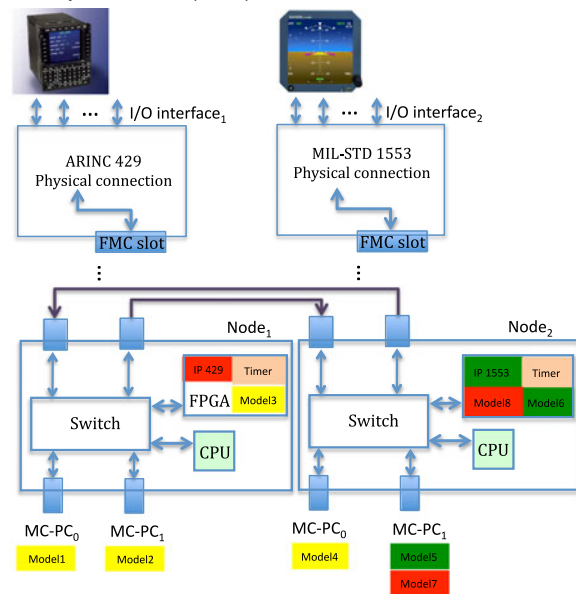 ...
I/O interface1
...
I/O interface2
ARINC 429
Physical connection
MIL-STD 1553
Physical connection
FMC slot
FMC slot
Node1
Node2
IP 429
Timer
FPGA
Model3
IP 1553
Timer
Model8
Model6
Switch
CPU
Switch
CPU
MC-PC0
MC-PC1
MC-PC0
MC-PC1
Model1
Model2
Model4
Model5
Model7